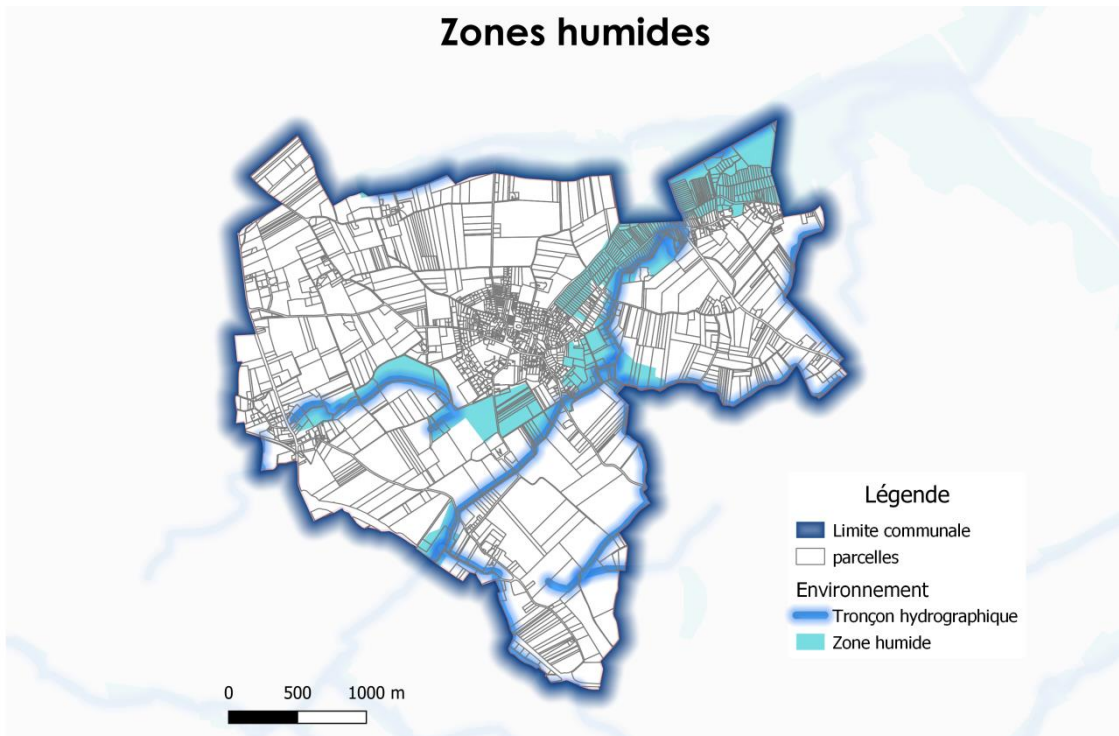 Zones humides
Légende
Limite communale
parcelles
Environnement
Tronçon hydrographique
Zone humide
0 500 1000 m